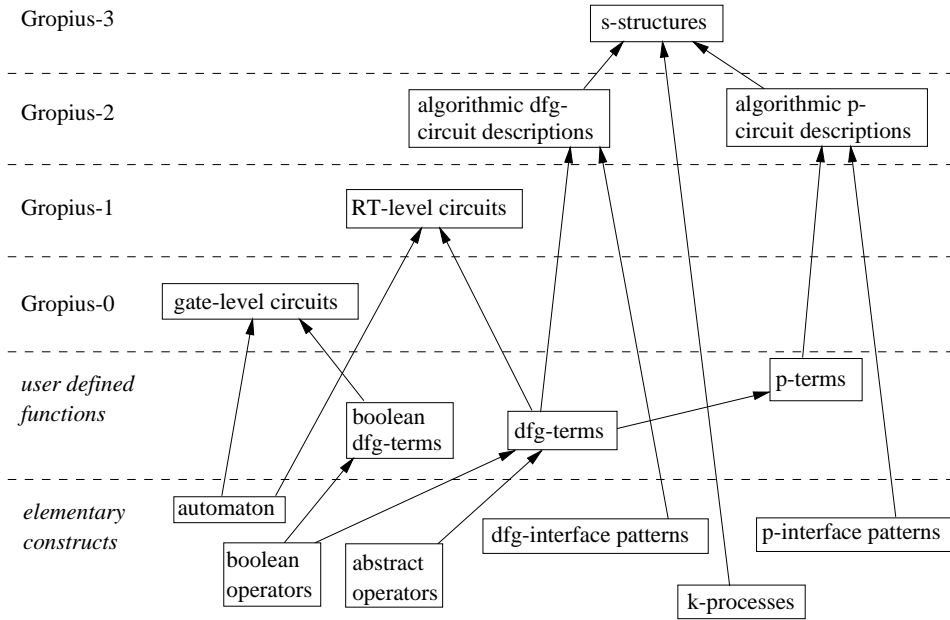 Gropius-3
s-structures
Gropius-2
algorithmic dfg-
circuit descriptions
algorithmic p-
circuit descriptions
Gropius-1
RT-level circuits
Gropius-0
gate-level circuits
user defined
functions
p-terms
boolean
dfg-terms
dfg-terms
elementary
constructs
automaton
dfg-interface patterns
p-interface patterns
boolean
operators
abstract
operators
k-processes